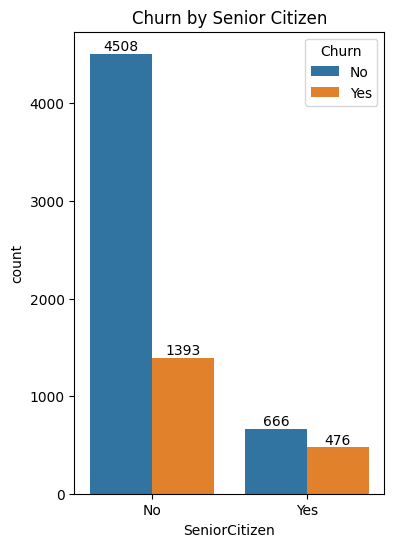 Churn by Senior Citizen
4508
Churn
No
Yes
4000
3000
count
2000
1393
1000
666
476
0
No
Yes
SeniorCitizen